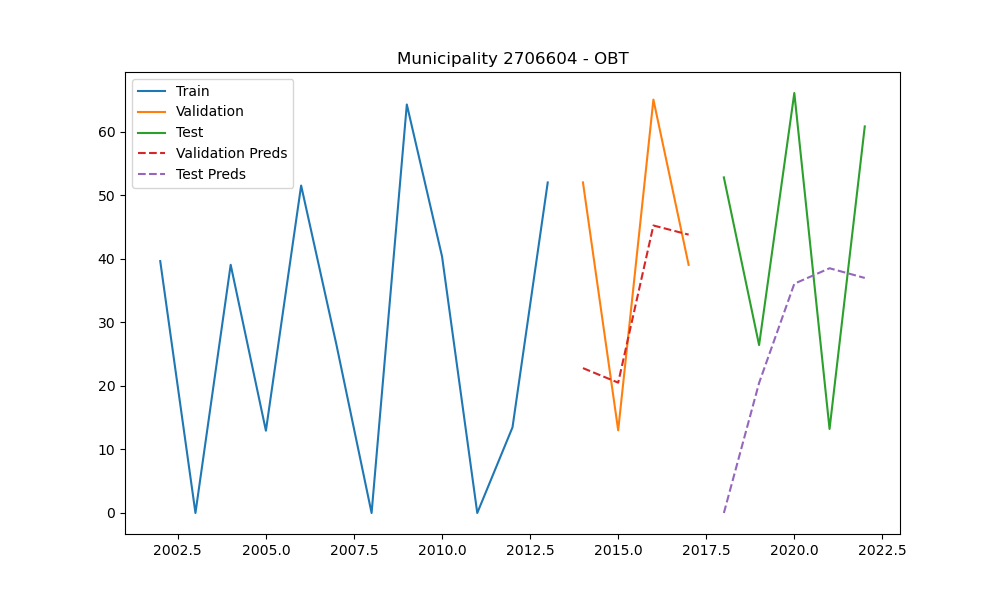 Municipality 2706604 - OBT
Train
Validation
Test
Validation Preds
Test Preds
60
50
40
30
20
10
0
2002.5 2005.0 2007.5 2010.0 2012.5 2015.0 2017.5 2020.0 2022.5